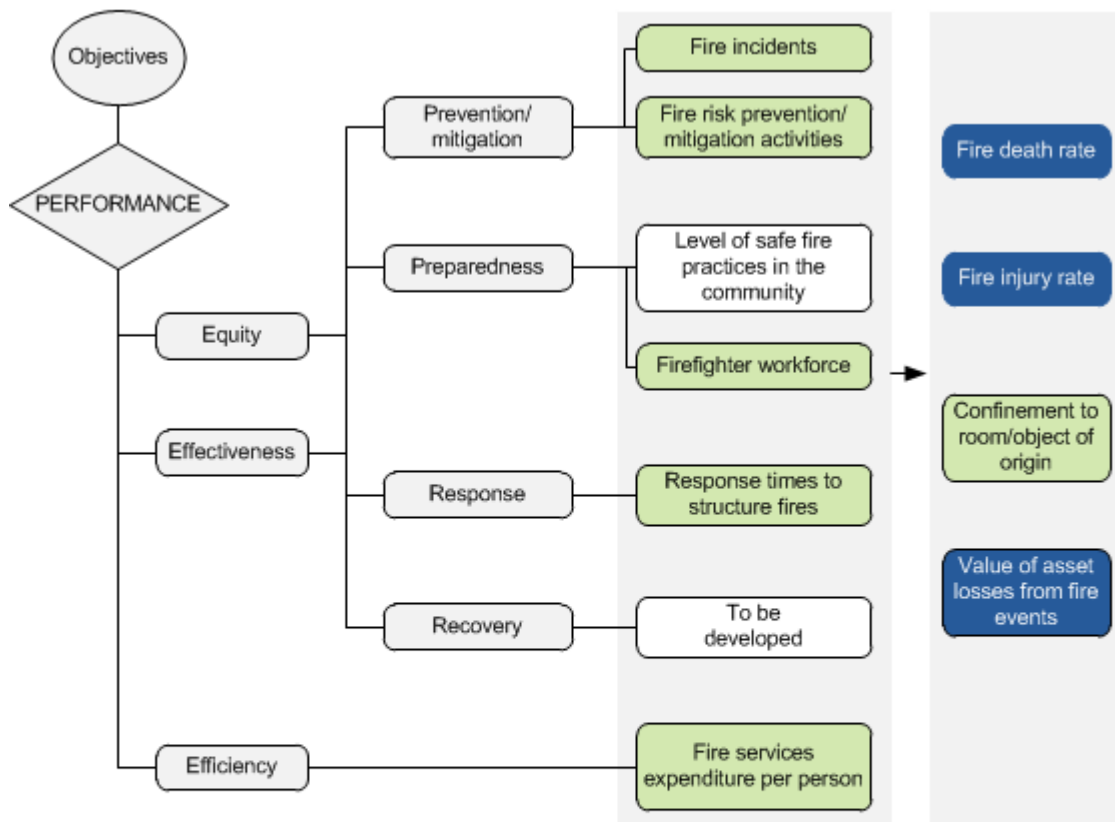 Objectives
PERFORMANCE
Equity
Effectiveness
Efficiency
Prevention/
mitigation
Preparedness
Response
Recovery
Fire incidents
Fire risk prevention/
mitigation activities
Level of safe fire
practices in the
community
Firefighter workforce
Response times to
structure fires
To be
developed
Fire services
expenditure per person
Fire death rate
Fire injury rate
Confinement to
room/object of
origin
Value of asset
losses from fire
events